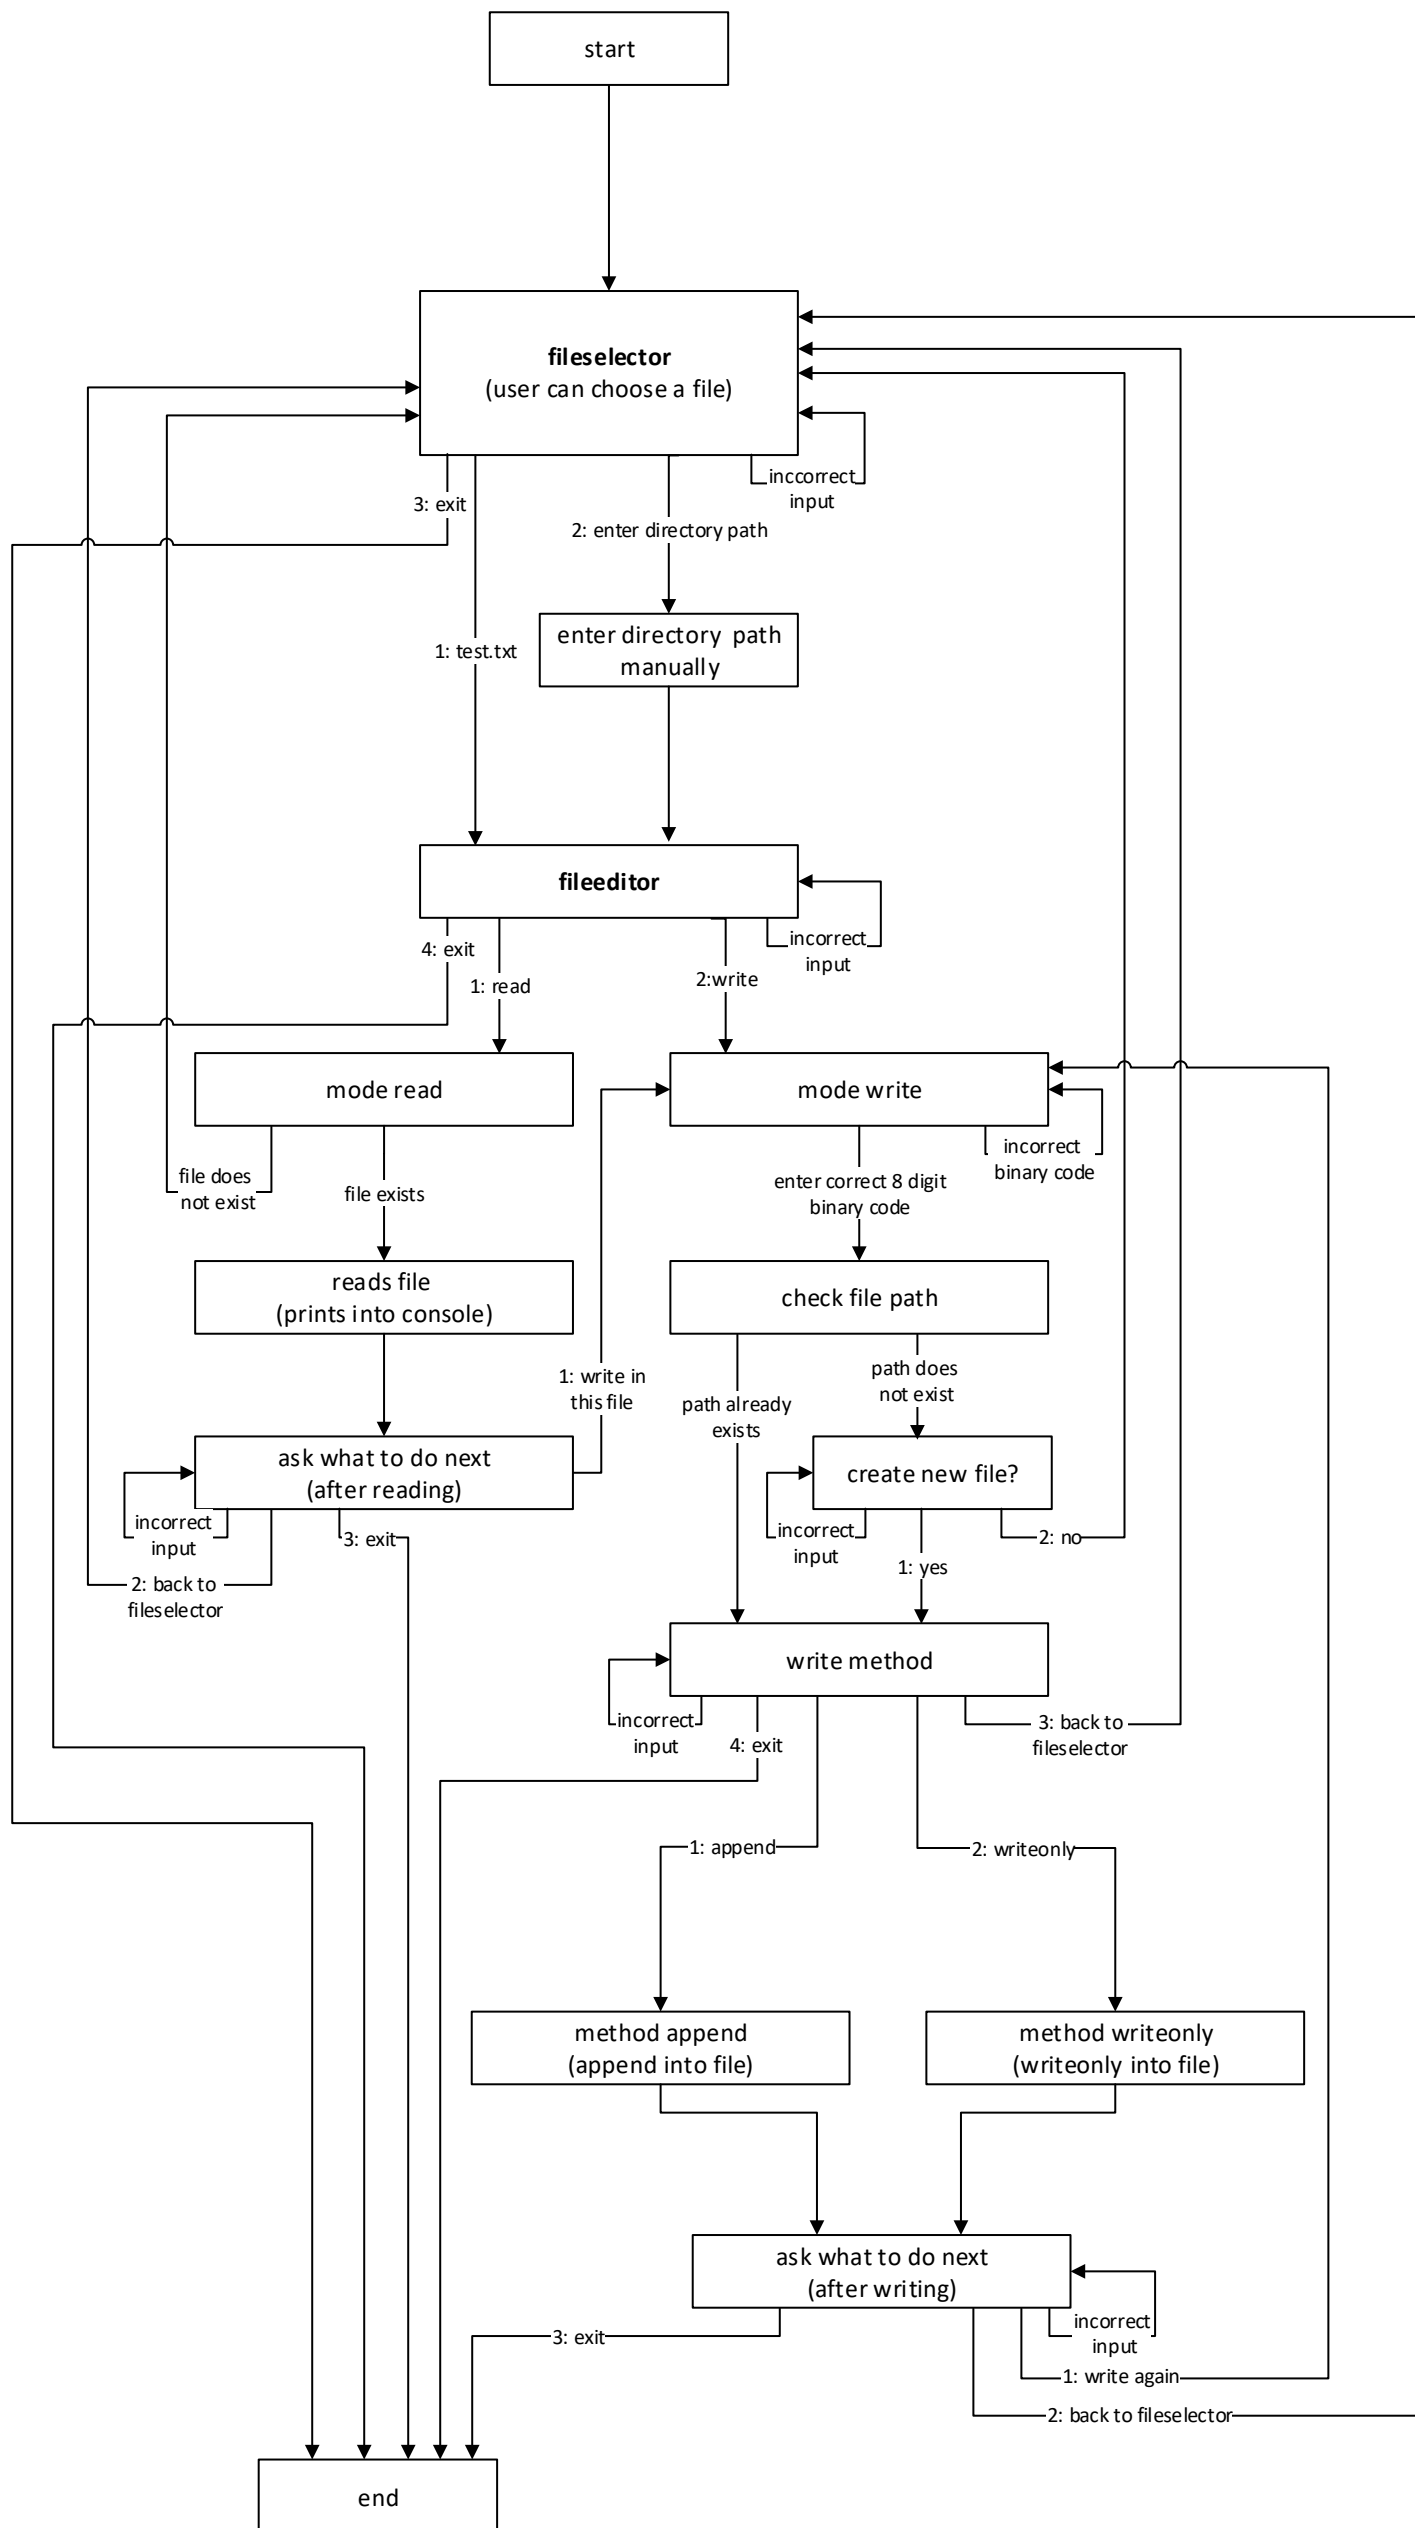 start
fileselector
(user can choose a file)
inccorrect
input
3: exit
2: enter directory path
enter directory  path
manually
1: test.txt
fileeditor
4: exit
incorrect
input
1: read
2:write
mode read
mode write
file does
not exist
file exists
incorrect
binary code
enter correct 8 digit
binary code
reads file
(prints into console)
check file path
1: write in
this file
path already
exists
path does
not exist
ask what to do next
(after reading)
create new file?
incorrect
input
3: exit
incorrect
input
2: no
1: yes
2: back to
fileselector
write method
incorrect
input
4: exit
3: back to
fileselector
1: append
2: writeonly
method append
(append into file)
method writeonly
(writeonly into file)
ask what to do next
(after writing)
3: exit
incorrect
input
1: write again
2: back to fileselector
end